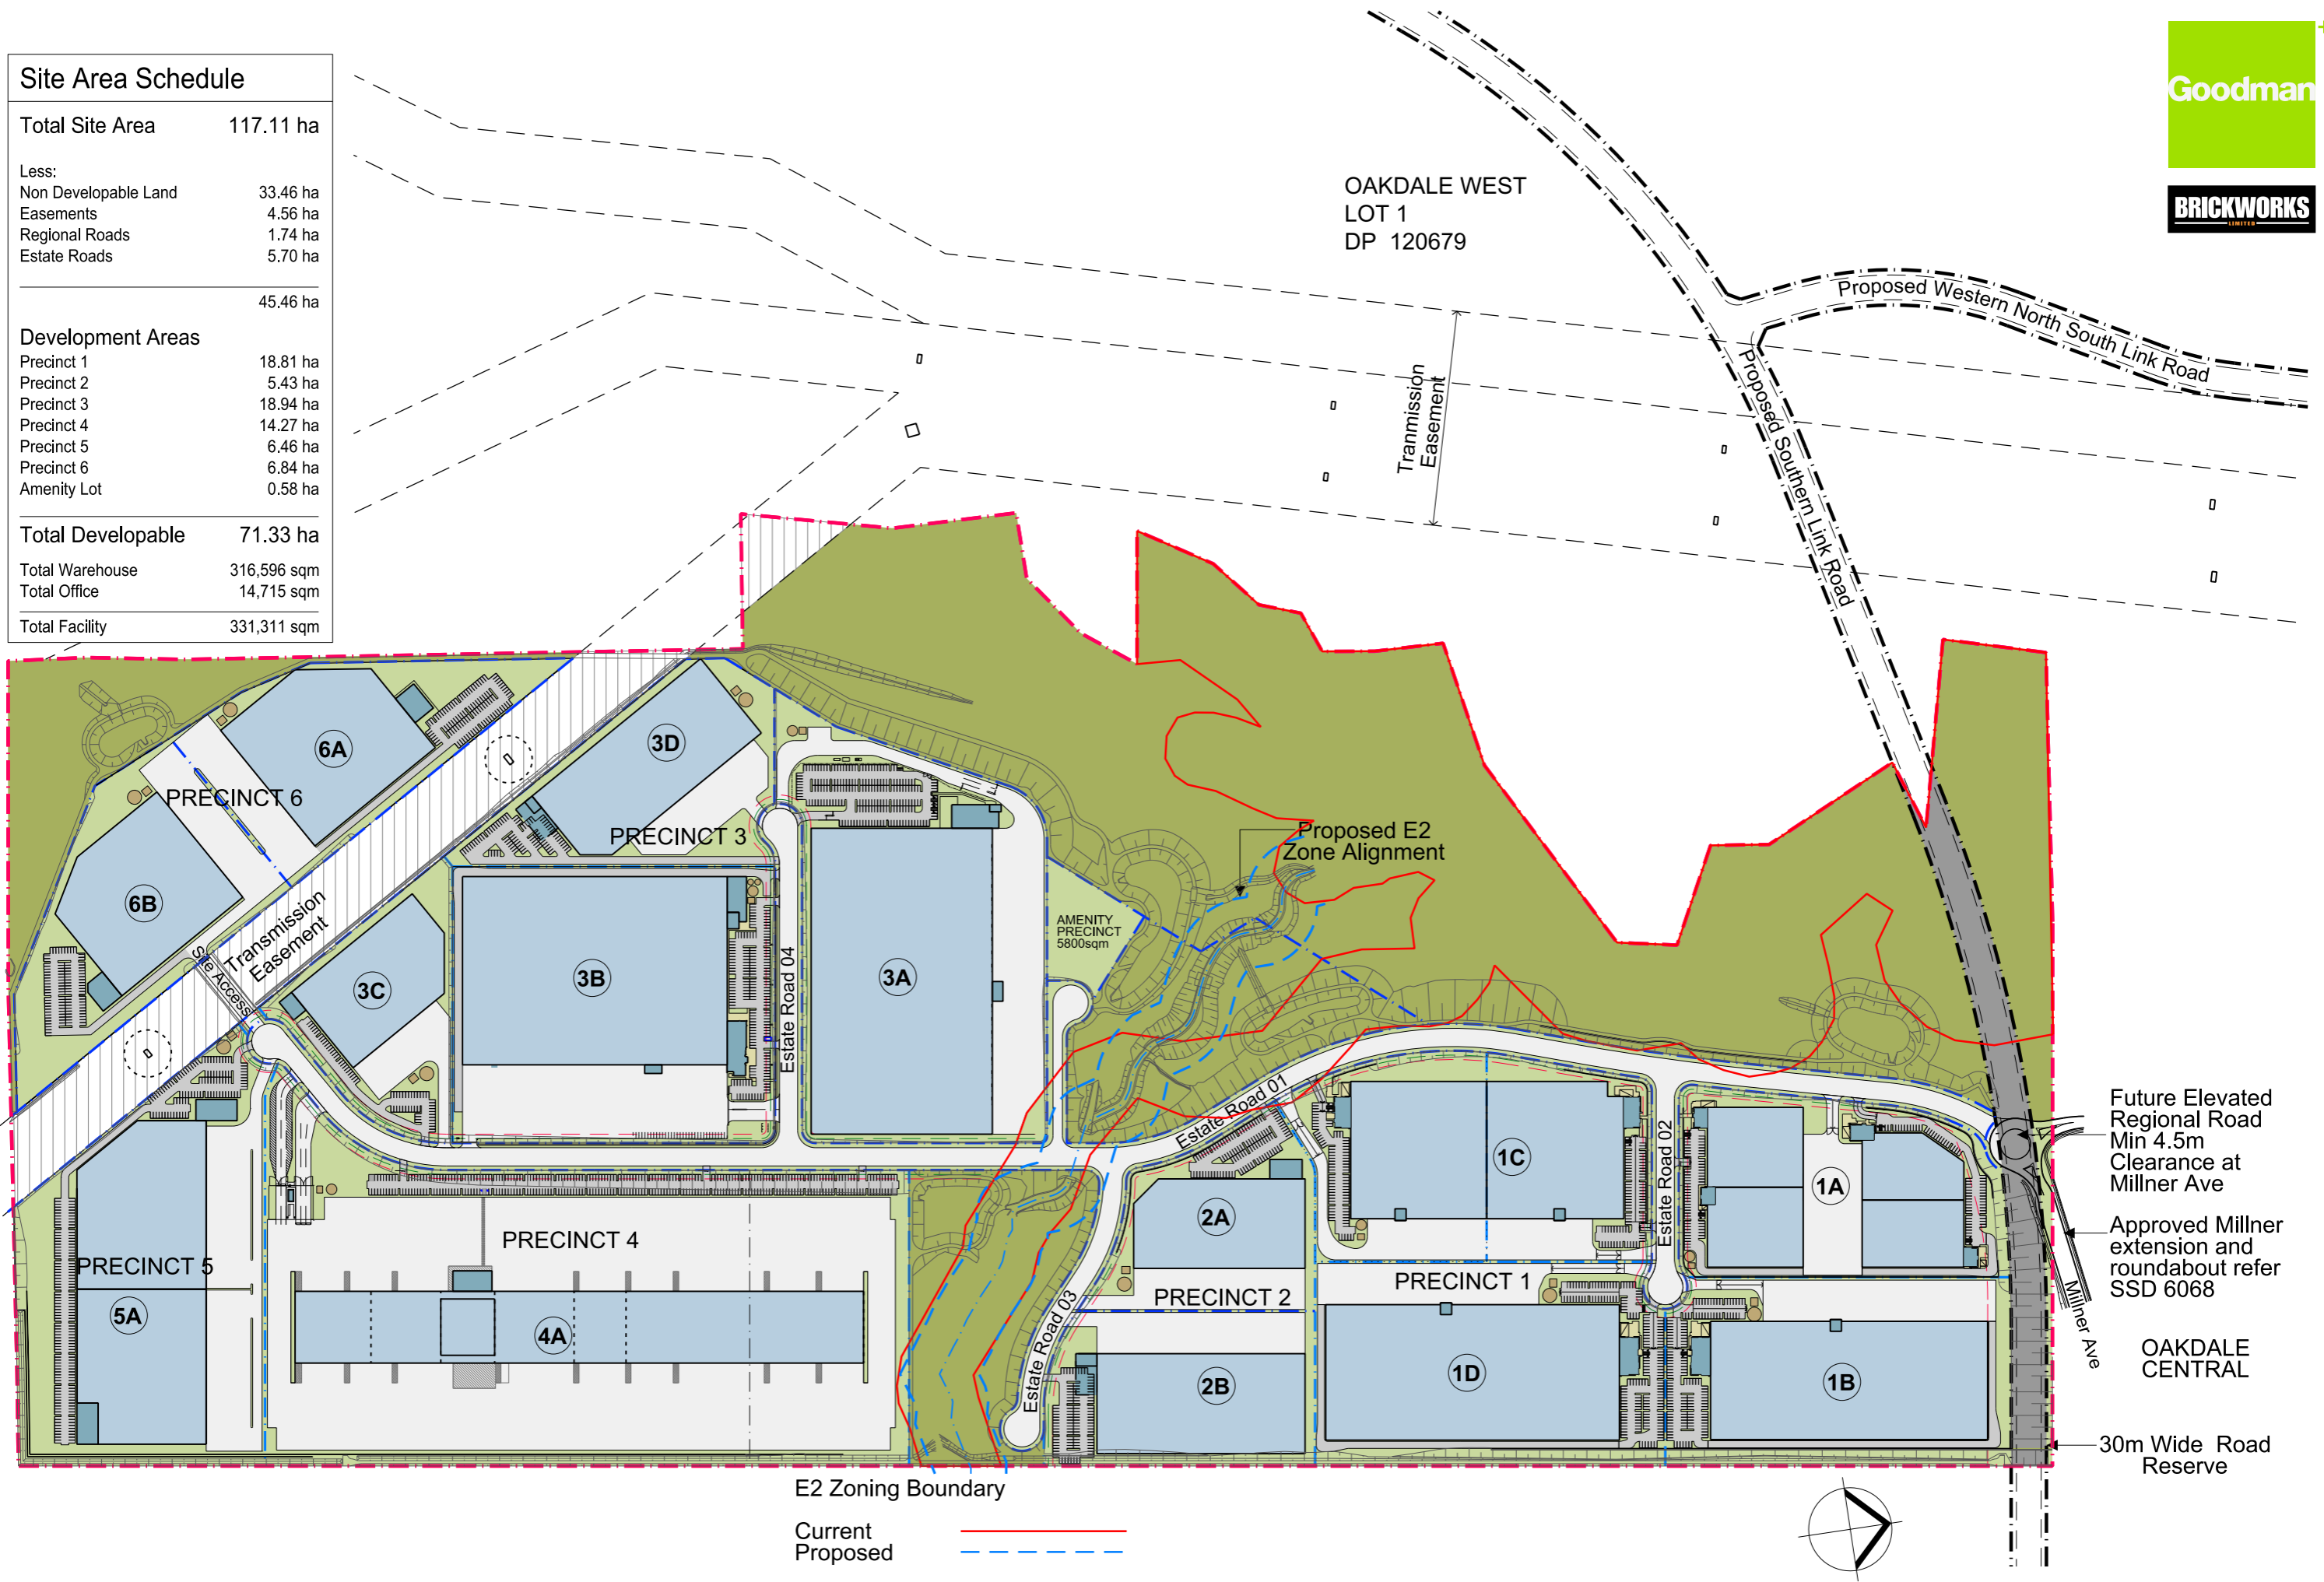 Site Area Schedule
Total Site Area 117.11 ha
Less:
Non Developable Land 33.46 ha
Easements 4.56 ha
Regional Roads 1.74 ha
Estate Roads 5.70 ha
45.46 ha
Development Areas
Precinct 1 18.81 ha
Precinct 2 5.43 ha
Precinct 3 18.94 ha
Precinct 4 14.27 ha
Precinct 5 6.46 ha
Precinct 6 6.84 ha
Amenity Lot 0.58 ha
Total Developable 71.33 ha
Total Warehouse 316,596 sqm
Total Office 14,715 sqm
Total Facility 331,311 sqm
Goodman
BRICKWORKS
LIMITED
OAKDALE WEST
LOT 1
DP 120679
Proposed Western North South Link Road
Proposed Southern Link Road
Tranmission
Easement
6A
3D
PRECINCT 6
PRECINCT 3
Proposed E2
Zone Alignment
6B
AMENITY
PRECINCT
5800sqm
Transmission
Easement
Site Access
3C
3B
Estate Road 04
3A
Estate Road 01
Future Elevated
Regional Road
Min 4.5m
Clearance at
Millner Ave
1C
Estate Road 02
1A
2A
PRECINCT 4
Approved Millner
extension and
roundabout refer
SSD 6068
PRECINCT 5
PRECINCT 1
PRECINCT 2
Estate Road 03
5A
4A
Millner Ave
OAKDALE
CENTRAL
2B
1D
1B
30m Wide Road
Reserve
E2 Zoning Boundary
Current
Proposed